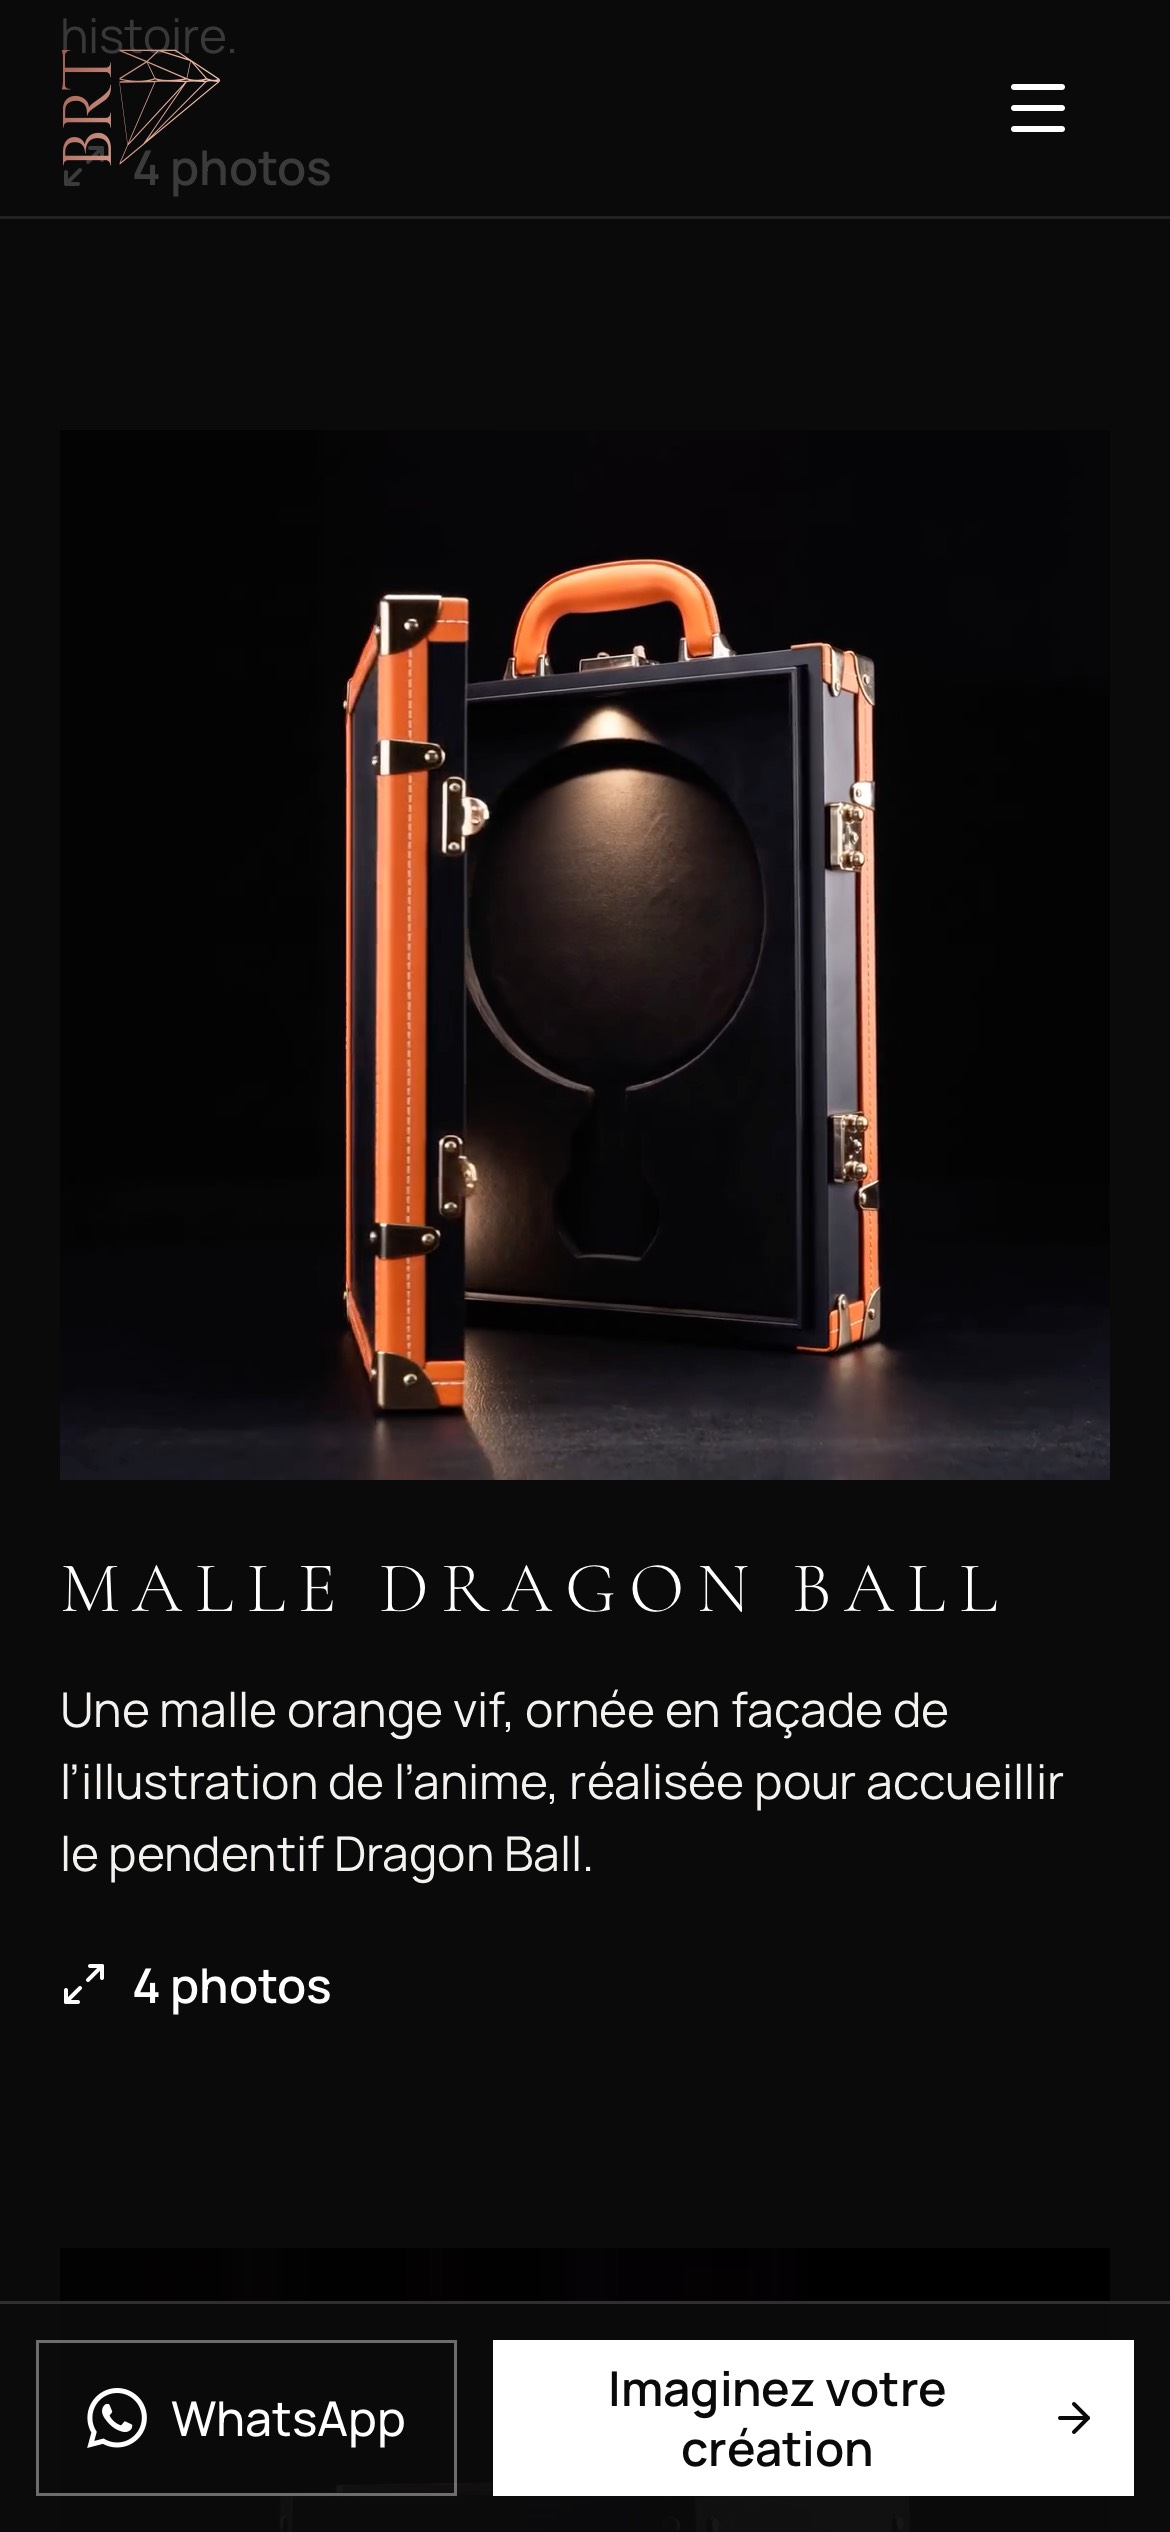 histoire.
BRT
4 photos
MALLE DRAGON BALL
Une malle orange vif, ornée en façade de
l’illustration de l’anime, réalisée pour accueillir
le pendentif Dragon Ball.
4 photos
WhatsApp
Imaginez votre
création